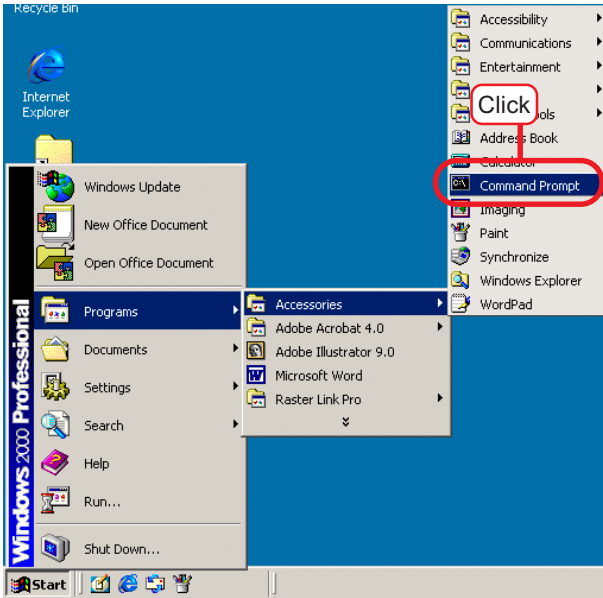 Recycle Bin
Internet
Explorer
Windows Update
New Office Document
Open Office Document
Programs
Documents
Settings
Search
Help
Run...
Shut Down...
Windows 2000 Professional
Start
Accessories
Adobe Acrobat 4.0
Adobe Illustrator 9.0
Microsoft Word
Raster Link Pro
Accessibility
Communications
Entertainment
Click
Address Book
Calculator
C:\
Command Prompt
Imaging
Paint
Synchronize
Windows Explorer
WordPad